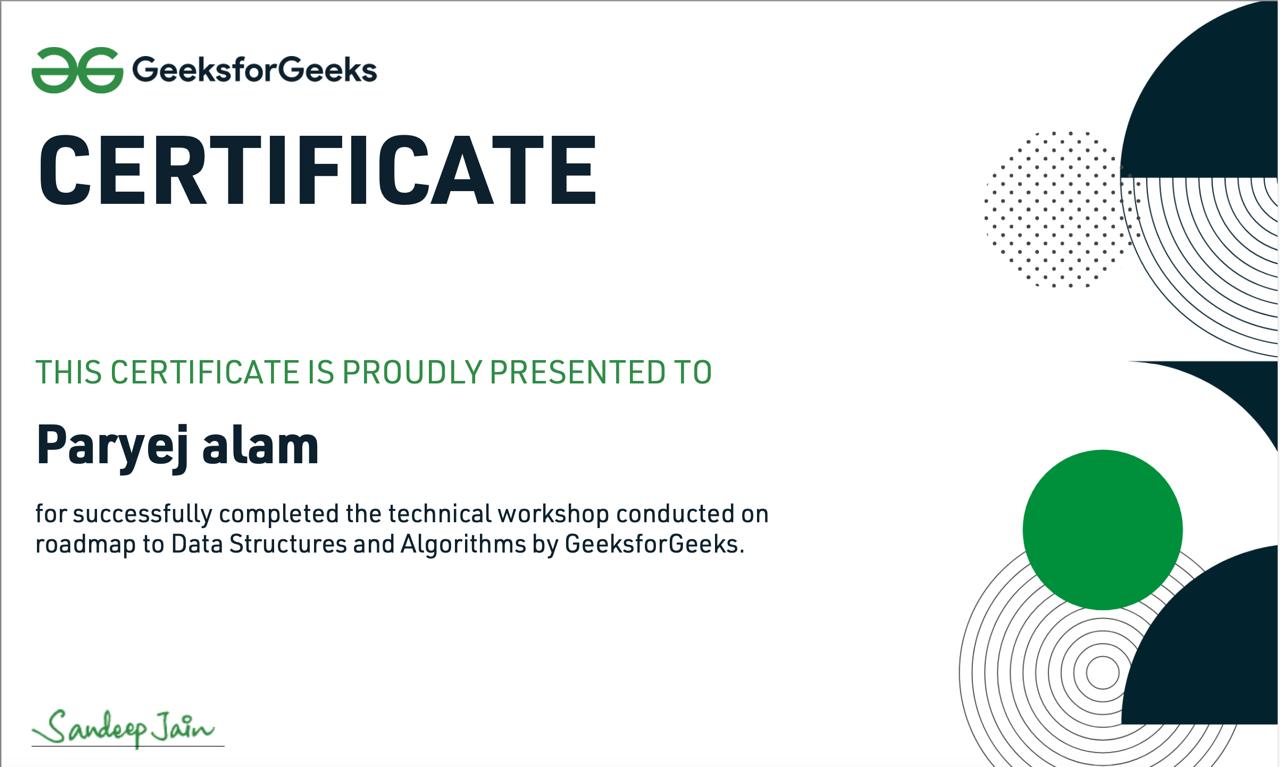 GeeksforGeeks
CERTIFICATE
THIS CERTIFICATE IS PROUDLY PRESENTED TO
Paryej alam
for successfully completed the technical workshop conducted on
roadmap to Data Structures and Algorithms by GeeksforGeeks.
Sandeep Jain